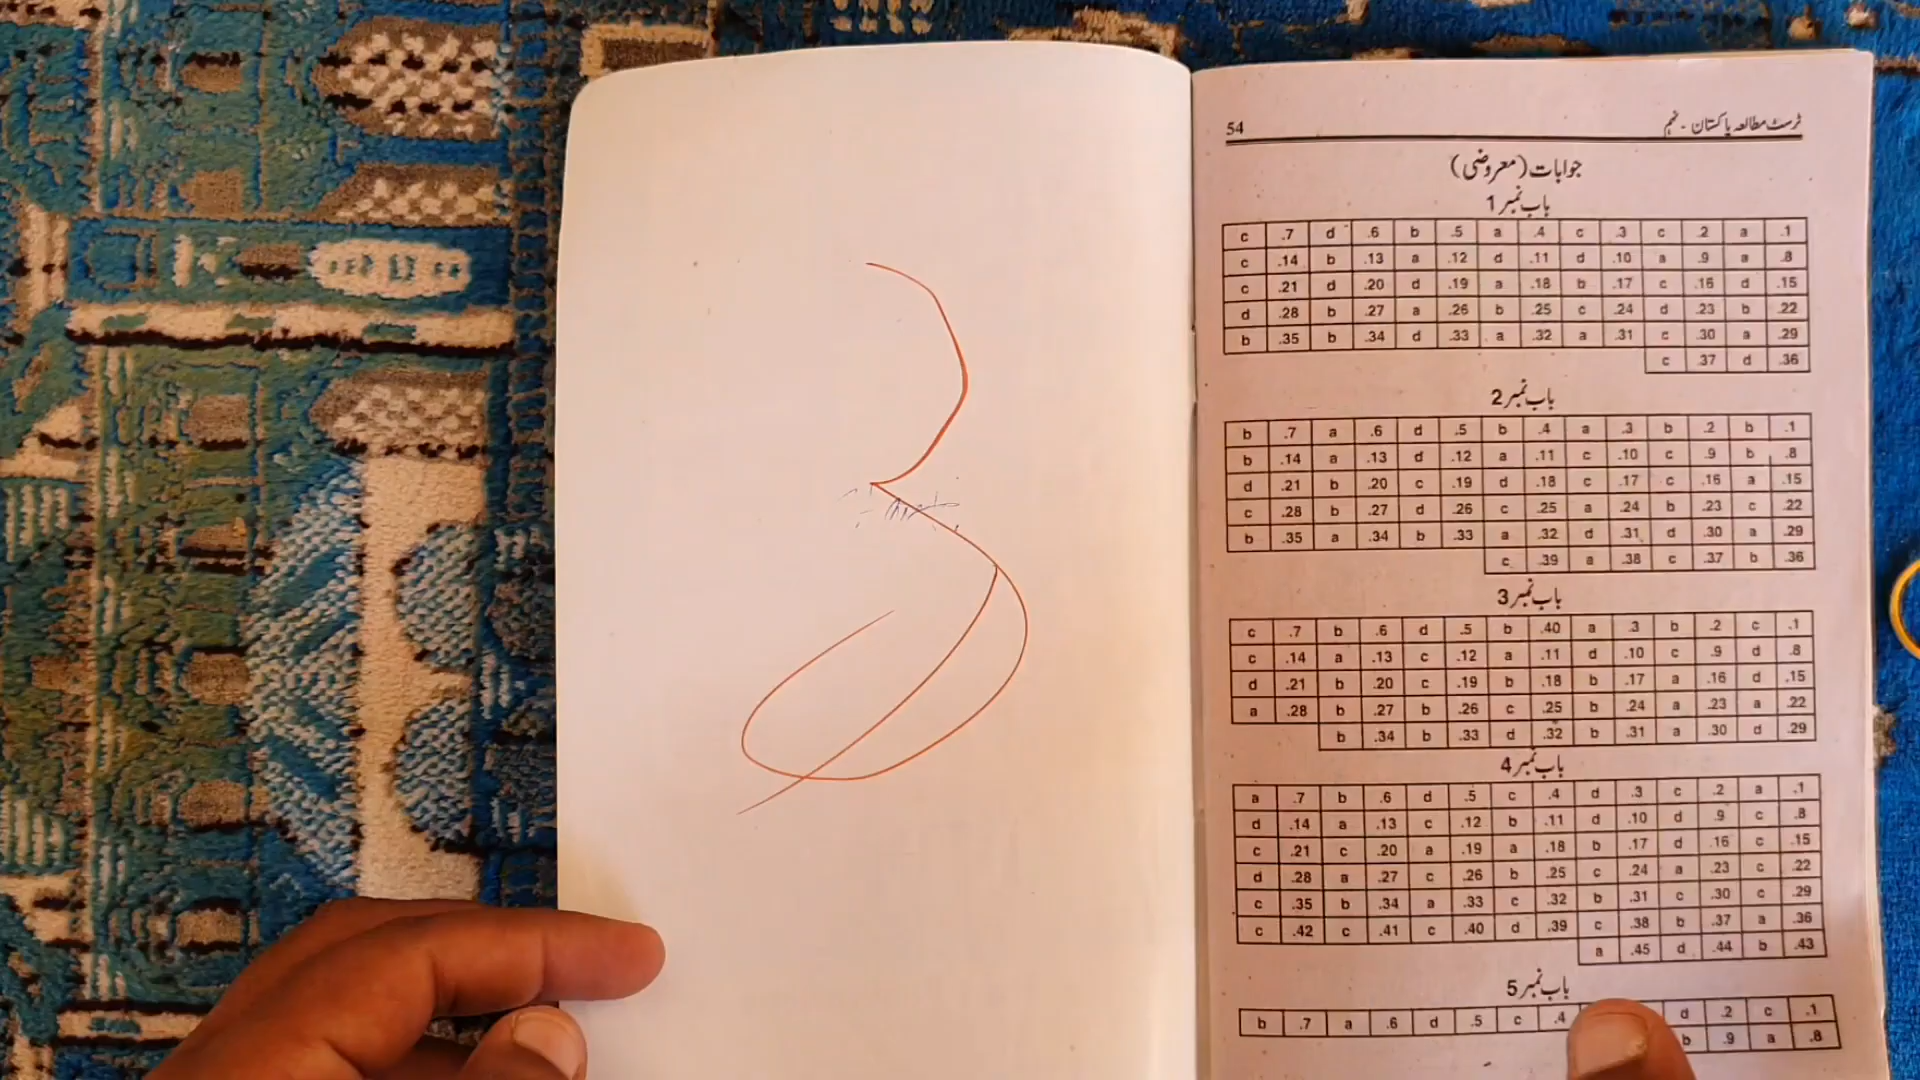 54 ٹرسٹ مطالعہ پاکستان - نہم
جوابات (معروضی)
باب نمبر 1
c .7 d .6 b .5 a .4 c .3 c .2 a .1
c .14 b .13 a .12 d .11 d .10 a .9 a .8
c .21 d .20 d .19 a .18 b .17 c .16 d .15
d .28 b .27 a .26 b .25 c .24 d .23 b .22
b .35 b .34 d .33 a .32 a .31 c .30 a .29
c .37 d .36
باب نمبر 2
b .7 a .6 d .5 b .4 a .3 b .2 b .1
b .14 a .13 d .12 a .11 c .10 c .9 b .8
d .21 b .20 c .19 d .18 c .17 c .16 a .15
c .28 b .27 d .26 c .25 a .24 b .23 c .22
b .35 a .34 b .33 a .32 d .31 d .30 a .29
c .39 a .38 c .37 b .36
باب نمبر 3
c .7 b .6 d .5 b .40 a .3 b .2 c .1
c .14 a .13 c .12 a .11 d .10 c .9 d .8
d .21 b .20 c .19 b .18 b .17 a .16 d .15
a .28 b .27 b .26 c .25 b .24 a .23 a .22
b .34 b .33 d .32 b .31 a .30 d .29
باب نمبر 4
a .7 b .6 d .5 c .4 d .3 c .2 a .1
d .14 a .13 c .12 b .11 d .10 d .9 c .8
c .21 c .20 a .19 a .18 b .17 d .16 c .15
d .28 a .27 c .26 b .25 c .24 a .23 c .22
c .35 b .34 a .33 c .32 b .31 c .30 c .29
c .42 c .41 c .40 d .39 c .38 b .37 a .36
a .45 d .44 b .43
باب نمبر 5
b .7 a .6 d .5 c .4 d .2 c .1
b .9 a .8